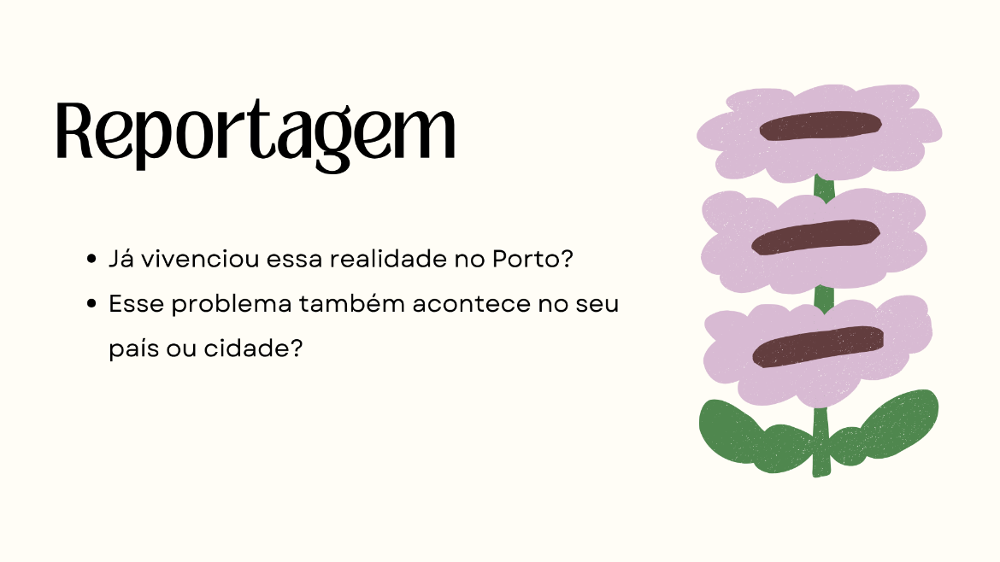 Reportagem
• Já vivenciou essa realidade no Porto?
• Esse problema também acontece no seu
país ou cidade?